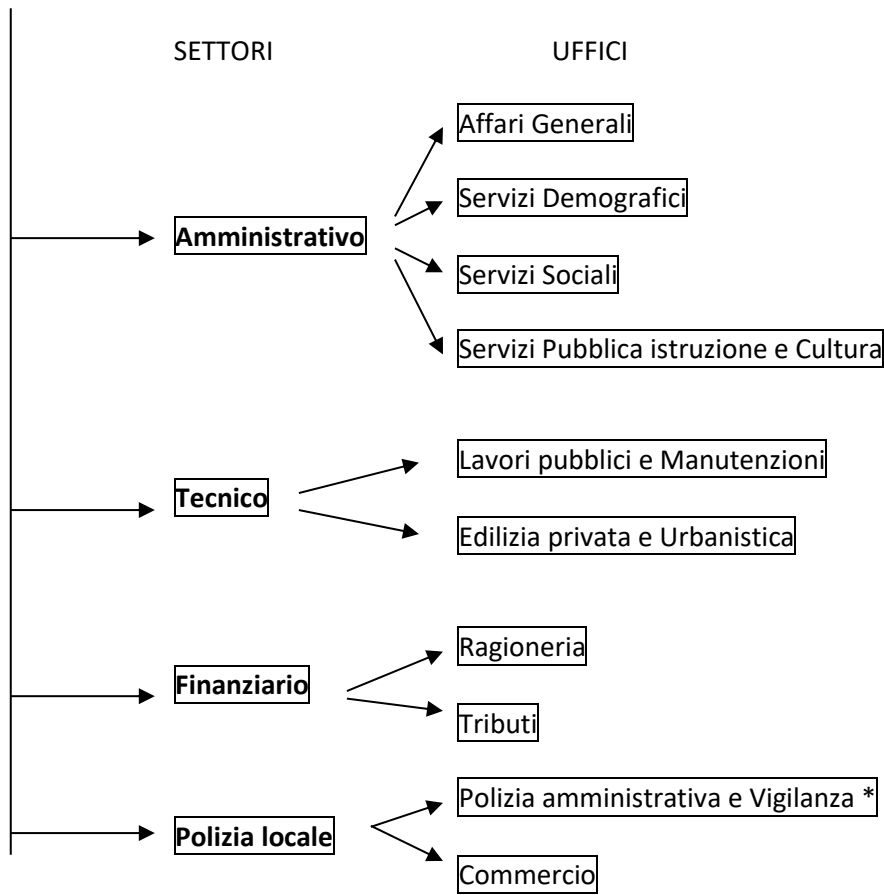 SETTORI
UFFICI
Affari Generali
Servizi Demografici
Amministrativo
Servizi Sociali
Servizi Pubblica istruzione e Cultura
Lavori pubblici e Manutenzioni
Tecnico
Edilizia privata e Urbanistica
Ragioneria
Finanziario
Tributi
Polizia amministrativa e Vigilanza *
Polizia locale
Commercio